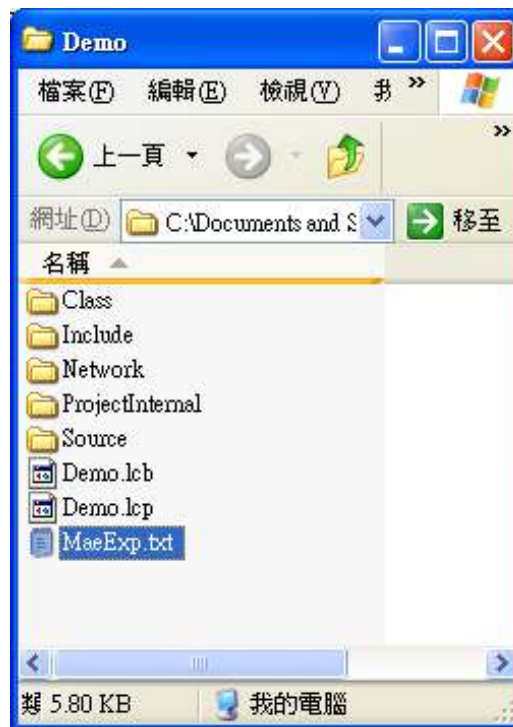 Demo
檔案(F) 編輯(E) 檢視(V) 我 »
上一頁 »
網址(D) C:\Documents and S 移至
名稱
Class
Include
Network
ProjectInternal
Source
Demo.lcb
Demo.lcp
MaeExp.txt
5.80 KB 我的電腦